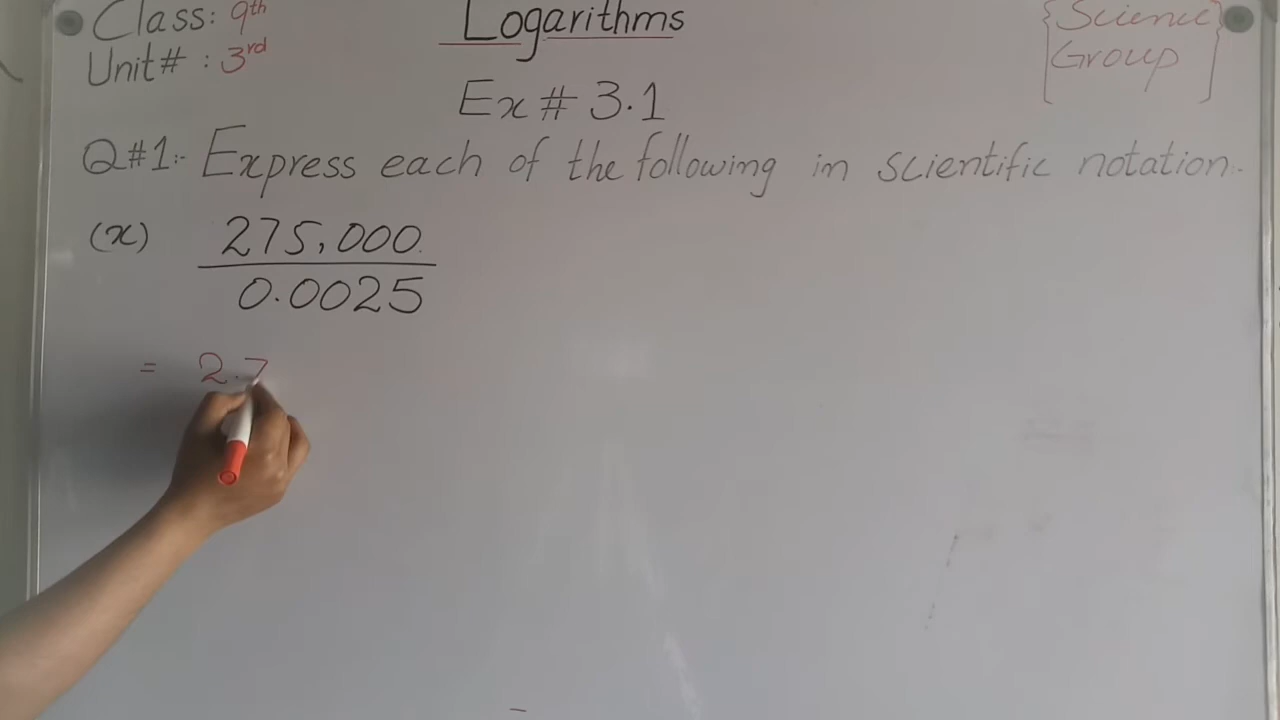 Class: 9th
Unit# : 3rd
Logarithms
{Science}
[Group]
Ex # 3.1
Q#1:- Express each of the following in scientific notation.
(x) 275,000
0.0025
= 2.7